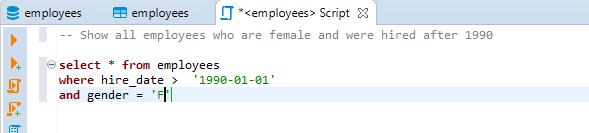 employees
employees
*<employees> Script
-- Show all employees who are female and were hired after 1990
select * from employees
where hire_date >  '1990-01-01'
and gender = 'F'